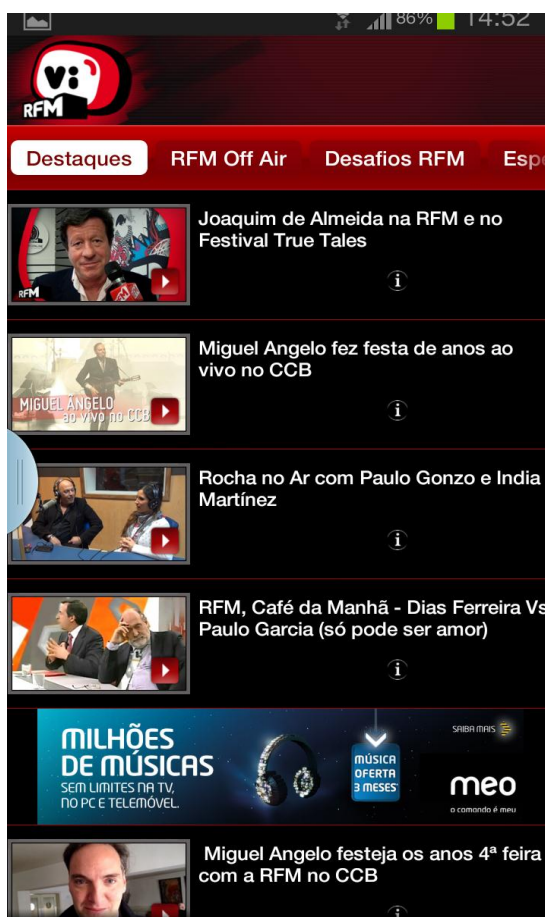 86%
14:52
Vi
RFM
Destaques
RFM Off Air
Desafios RFM
Espe
Joaquim de Almeida na RFM e no
Festival True Tales
RFM
i
Miguel Angelo fez festa de anos ao
vivo no CCB
MIGUEL ÂNGELO
ao vivo no CCB
i
Rocha no Ar com Paulo Gonzo e India
Martínez
i
RFM, Café da Manhã - Dias Ferreira Vs
Paulo Garcia (só pode ser amor)
i
MILHÕES
DE MÚSICAS
SEM LIMITES NA TV,
NO PC E TELEMÓVEL.
MÚSICA
OFERTA
3 MESES*
SAIBA MAIS
meo
o comando é meu
Miguel Angelo festeja os anos 4ª feira
com a RFM no CCB
i